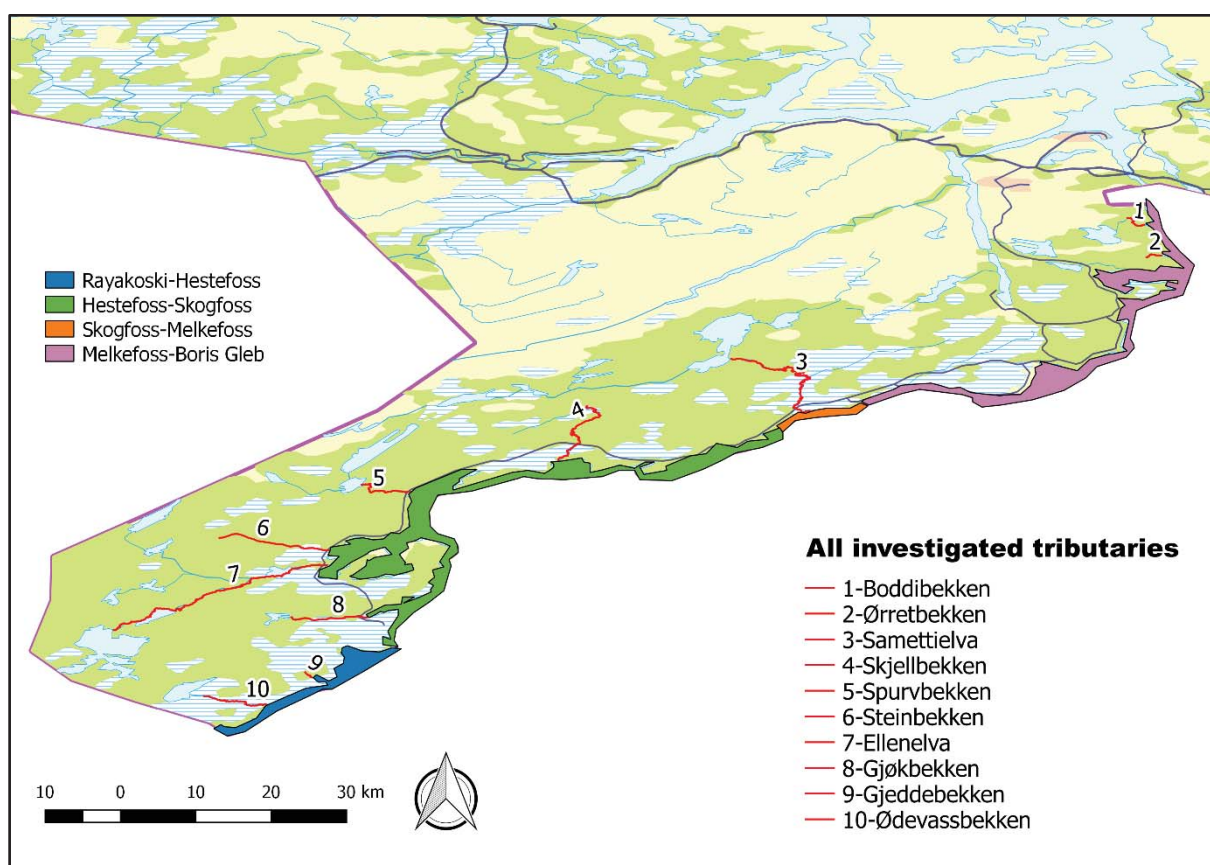 1
2
Rayakoski-Hestefoss
Hestefoss-Skogfoss
Skogfoss-Melkefoss
Melkefoss-Boris Gleb
3
4
5
6
7
8
9
10
All investigated tributaries
1-Boddibekken
2-Ørretbekken
3-Samettielva
4-Skjellbekken
5-Spurvbekken
6-Steinbekken
7-Ellenelva
8-Gjøkbekken
9-Gjeddebekken
10-Ødevassbekken
10 0 10 20 30 km